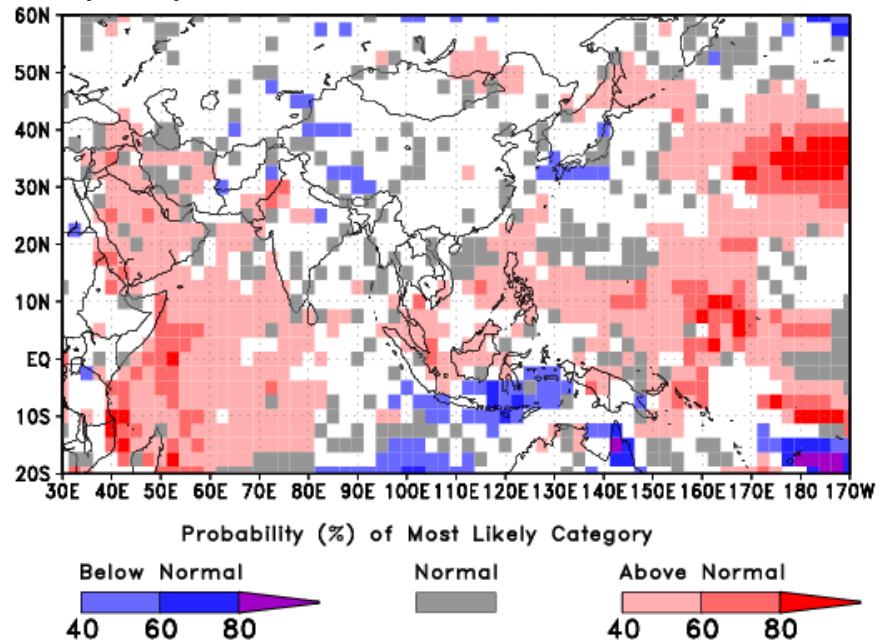 60N
50N
40N
30N
20N
10N
EQ
10S
20S
30E 40E 50E 60E 70E 80E 90E 100E 110E 120E 130E 140E 150E 160E 170E 180 170W
Probability (%) of Most Likely Category
Below Normal Normal Above Normal
40 60 80 40 60 80